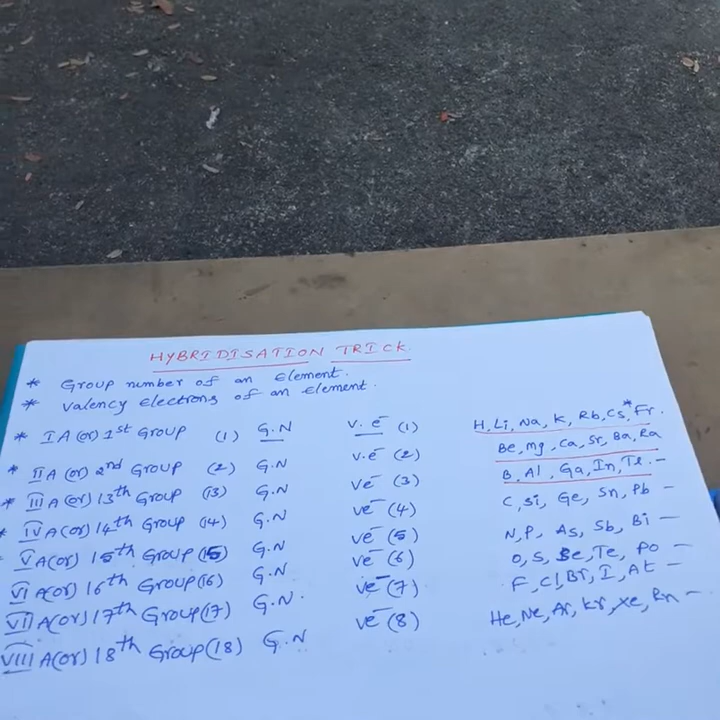 HYBRIDISATION TRICK
* Group number of an Element.
* Valency electrons of an element.
* IA (or) 1st Group (1) G.N V.e⁻ (1) H, Li, Na, K, Rb, Cs,* Fr.
* IIA (or) 2nd Group (2) G.N V.e⁻ (2) Be, Mg, Ca, Sr, Ba, Ra
* IIIA (or) 13th Group (13) G.N Ve⁻ (3) B, Al, Ga, In, Tl. -
* IVA (or) 14th Group (14) G.N Ve⁻ (4) C, Si, Ge, Sn, Pb -
VA(or) 15th Group (15) G.N Ve⁻ (5) N, P, As, Sb, Bi -
VI A(or) 16th Group (16) G.N Ve⁻ (6) O, S, Se, Te, Po -
VII A(or) 17th Group (17) G.N. Ve⁻ (7) F, Cl, Br, I, At -
VIII A(or) 18th Group (18) G.N Ve⁻ (8) He, Ne, Ar, Kr, Xe, Rn -